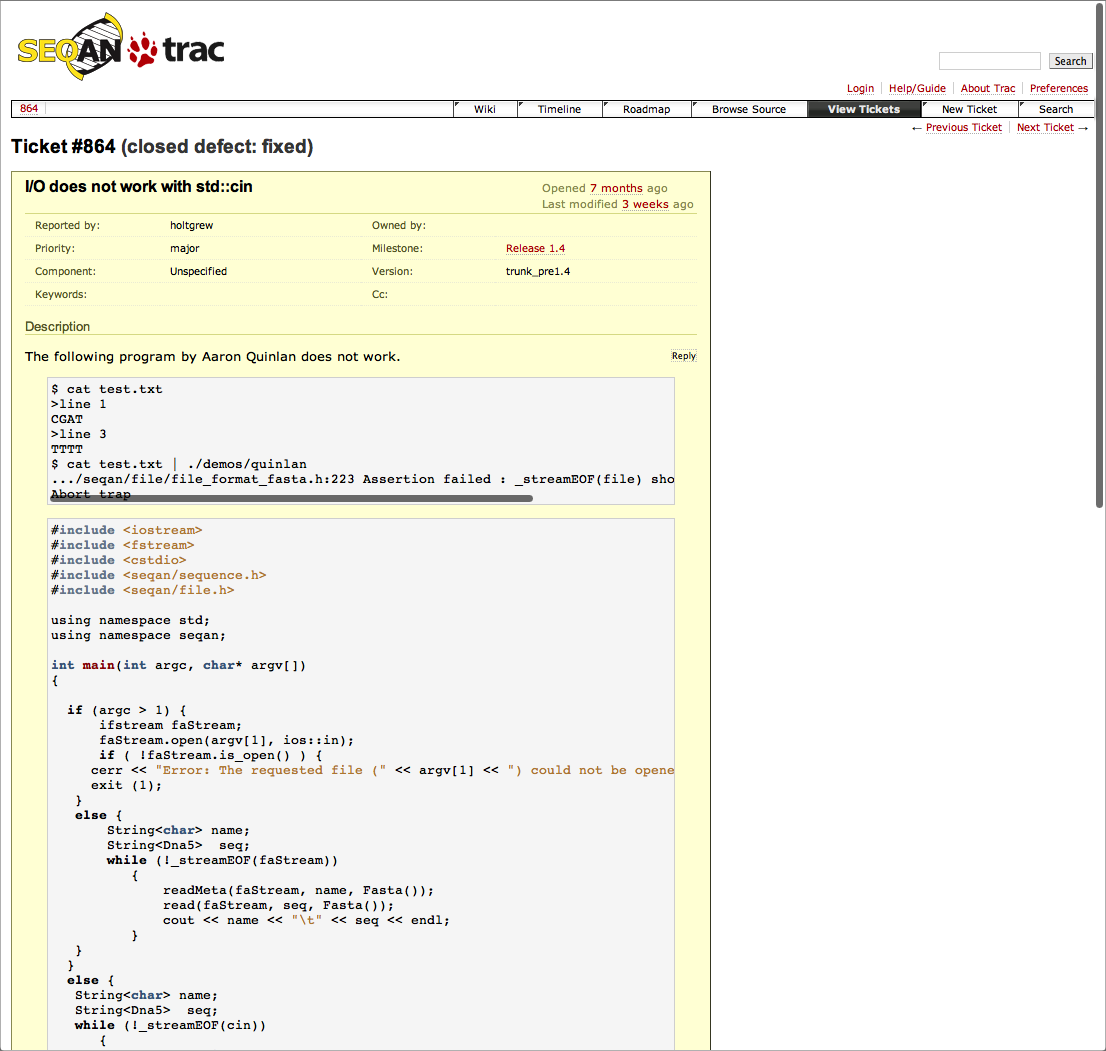 SEQAN trac
Search
Login Help/Guide About Trac Preferences
864 Wiki Timeline Roadmap Browse Source View Tickets New Ticket Search
← Previous Ticket Next Ticket →
Ticket #864 (closed defect: fixed)
I/O does not work with std::cin
Opened 7 months ago
Last modified 3 weeks ago
Reported by: holtgrew Owned by:
Priority: major Milestone: Release 1.4
Component: Unspecified Version: trunk_pre1.4
Keywords: Cc:
Description
The following program by Aaron Quinlan does not work. Reply
$ cat test.txt
>line 1
CGAT
>line 3
TTTT
$ cat test.txt | ./demos/quinlan
.../seqan/file/file_format_fasta.h:223 Assertion failed : _streamEOF(file) sho
Abort trap
#include <iostream>
#include <fstream>
#include <cstdio>
#include <seqan/sequence.h>
#include <seqan/file.h>
using namespace std;
using namespace seqan;
int main(int argc, char* argv[])
{
if (argc > 1) {
ifstream faStream;
faStream.open(argv[1], ios::in);
if ( !faStream.is_open() ) {
cerr << "Error: The requested file (" << argv[1] << ") could not be opene
exit (1);
}
else {
String<char> name;
String<Dna5>  seq;
while (!_streamEOF(faStream))
{
readMeta(faStream, name, Fasta());
read(faStream, seq, Fasta());
cout << name << "\t" << seq << endl;
}
}
}
else {
String<char> name;
String<Dna5>  seq;
while (!_streamEOF(cin))
{